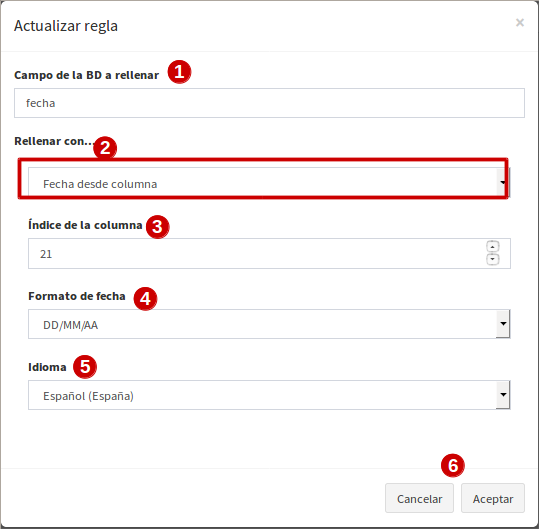 Actualizar regla ×
Campo de la BD a rellenar 1
fecha
Rellenar con... 2
Fecha desde columna
Índice de la columna 3
21
Formato de fecha 4
DD/MM/AA
Idioma 5
Español (España)
6
Cancelar Aceptar